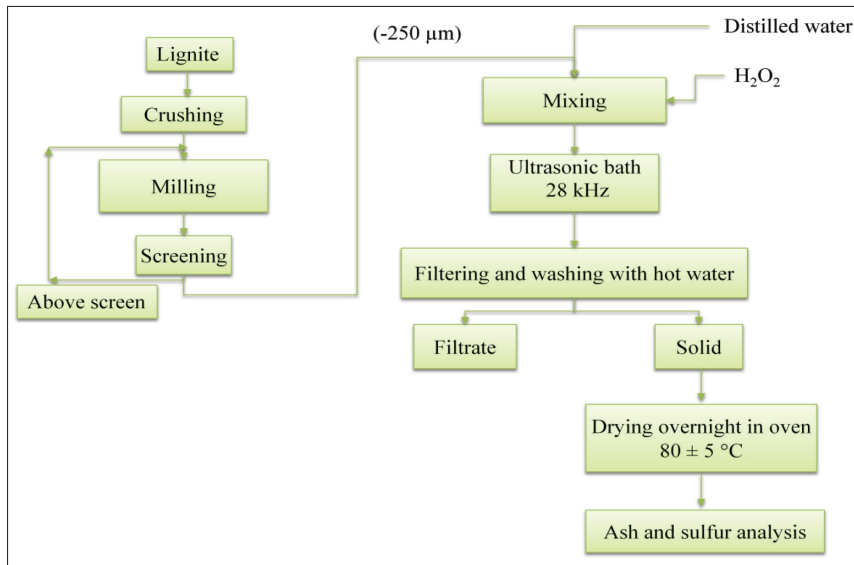 Lignite
Crushing
Milling
Screening
Above screen
(-250 µm)
Distilled water
H₂O₂
Mixing
Ultrasonic bath
28 kHz
Filtering and washing with hot water
Filtrate
Solid
Drying overnight in oven
80 ± 5 °C
Ash and sulfur analysis